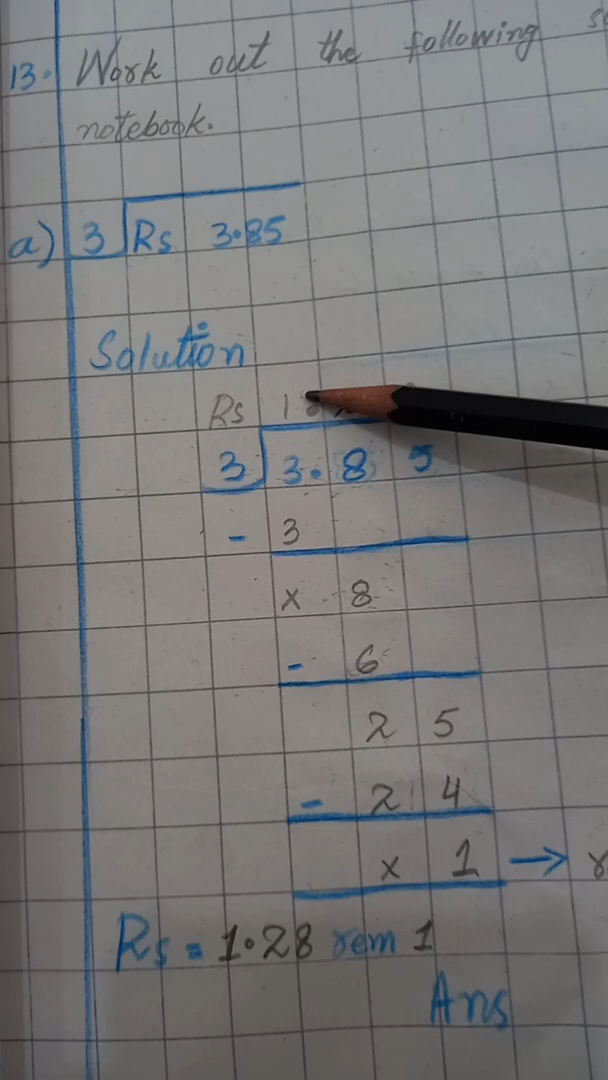 13. Work out the following
notebook.
a) 3 Rs 3.85
Solution
Rs 1.
3 3.8 5
- 3
x 8
- 6
2 5
- 2 4
x 1 →
Rs = 1.28 rem 1
Ans